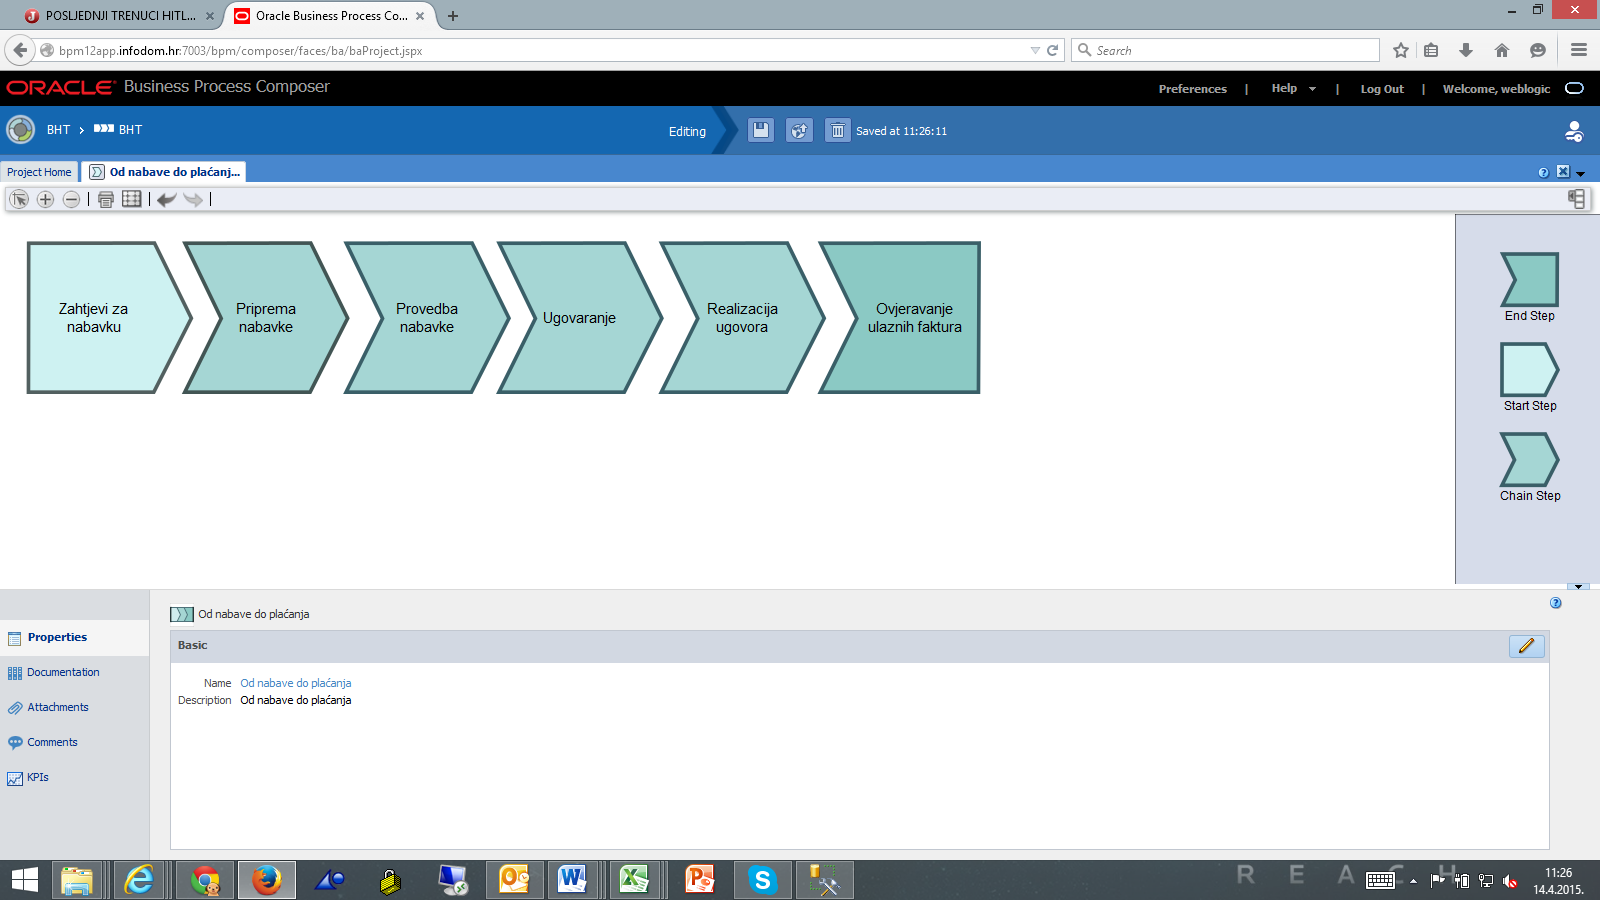 POSLJEDNJI TRENUCI HITL...
Oracle Business Process Co...
bpm12app.infodom.hr:7003/bpm/composer/faces/ba/baProject.jspx
Search
ORACLE Business Process Composer
Preferences | Help | Log Out | Welcome, weblogic
BHT > BHT
Editing
Saved at 11:26:11
Project Home
Od nabave do plaćanj...
Zahtjevi za
nabavku
Priprema
nabavke
Provedba
nabavke
Ugovaranje
Realizacija
ugovora
Ovjeravanje
ulaznih faktura
End Step
Start Step
Chain Step
Od nabave do plaćanja
Properties
Documentation
Attachments
Comments
KPIs
Basic
Name Od nabave do plaćanja
Description Od nabave do plaćanja
R E A C H
11:26
14.4.2015.